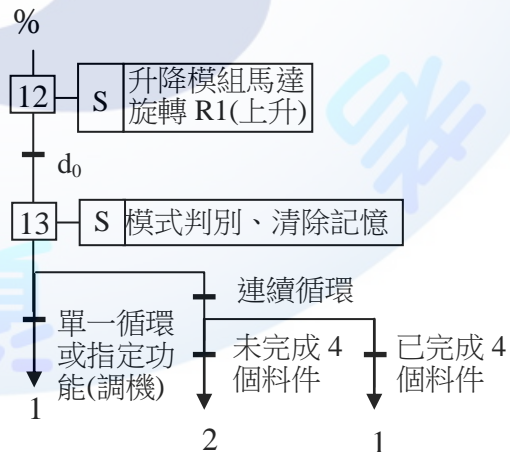 %
12
S
升降模組馬達
旋轉 R1(上升)
d₀
13
S
模式判別、清除記憶
連續循環
單一循環
或指定功
能(調機)
未完成 4
個料件
已完成 4
個料件
1
2
1